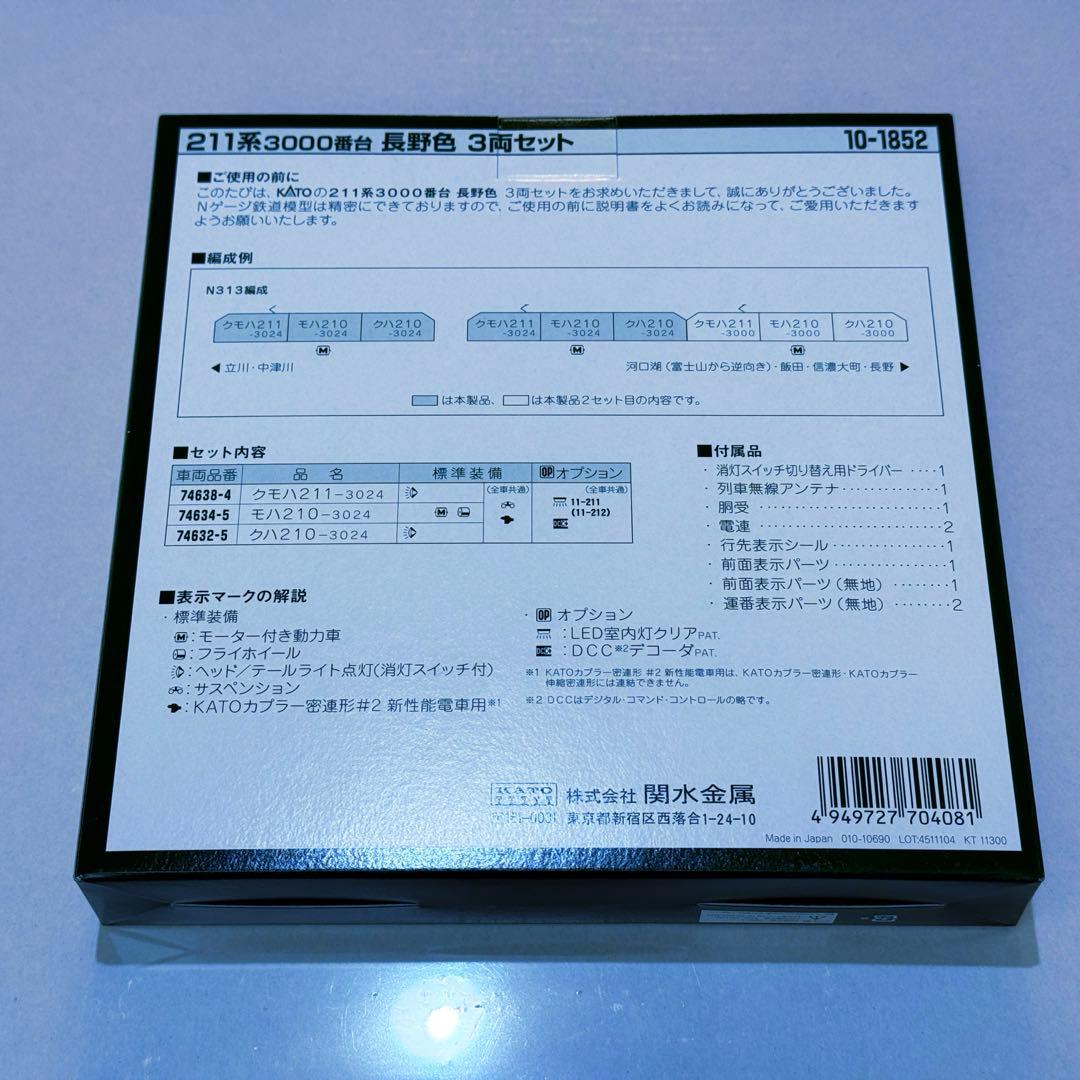 211系3000番台 長野色 3両セット 10-1852
■ご使用の前に
このたびは、KATOの211系3000番台 長野色 3両セットをお求めいただきまして、誠にありがとうございました。
Nゲージ鉄道模型は精密にできておりますので、ご使用の前に説明書をよくお読みになって、ご愛用いただきます
ようお願いいたします。
■編成例
N313編成
クモハ211-3024 モハ210-3024 クハ210-3024
クモハ211-3024 モハ210-3024 クハ210-3024 クモハ211-3000 モハ210-3000 クハ210-3000
M M M
◀立川・中津川 河口湖(富士山から逆向き)・飯田・信濃大町・長野▶
は本製品、 は本製品2セット目の内容です。
■セット内容
車両品番 品 名 標準装備 OPオプション
74638-4 クモハ211-3024 (全車共通) (全車共通)
74634-5 モハ210-3024 M 11-211
(11-212)
74632-5 クハ210-3024 DCC
■付属品
・消灯スイッチ切り替え用ドライバー ････1
・列車無線アンテナ･････････････1
・胴受 ･･････････････････････1
・電連 ･･････････････････････2
・行先表示シール ･･････････････1
・前面表示パーツ･･････････････1
・前面表示パーツ(無地) ････････1
・運番表示パーツ(無地) ････････2
■表示マークの解説
・標準装備
M:モーター付き動力車
:フライホイール
:ヘッド/テールライト点灯(消灯スイッチ付)
:サスペンション
:KATOカプラー密連形#2 新性能電車用※1
・OP オプション
:LED室内灯クリアPAT.
DCC:DCC※2デコーダPAT.
※1 KATOカプラー密連形 #2 新性能電車用は、KATOカプラー密連形・KATOカプラー
伸縮密連形には連結できません。
※2 DCCはデジタル・コマンド・コントロールの略です。
KATO 株式会社 関水金属
〒161-0031 東京都新宿区西落合1-24-10
4 949727 704081
Made in Japan 010-10690 LOT:4511104 KT 11300